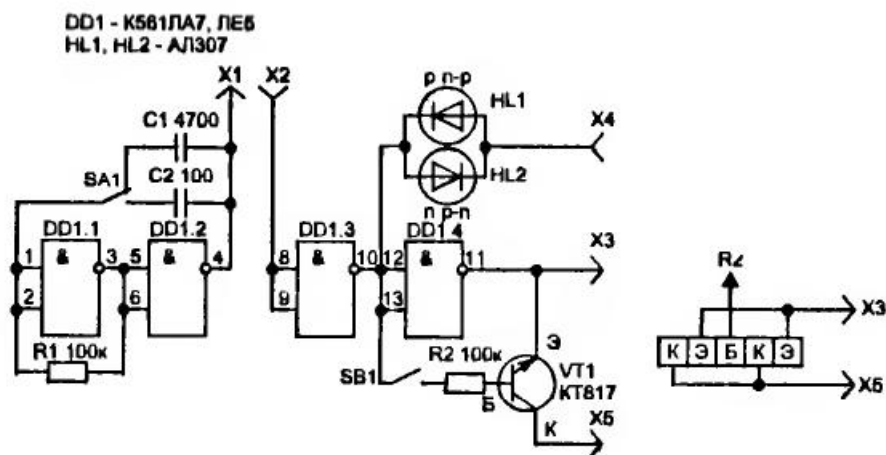 DD1 - К561ЛА7, ЛЕ5
HL1, HL2 - АЛ307
X1
X2
p n-p
HL1
X4
C1 4700
C2 100
SA1
HL2
n p-n
DD1.1
DD1.2
DD1.3
DD1 4
1
2
&
3
5
6
&
4
8
9
&
10
12
13
&
11
X3
R1 100к
SB1
R2 100к
Б
Э
VT1
КТ817
К
X5
R2
X3
К Э Б К Э
X5